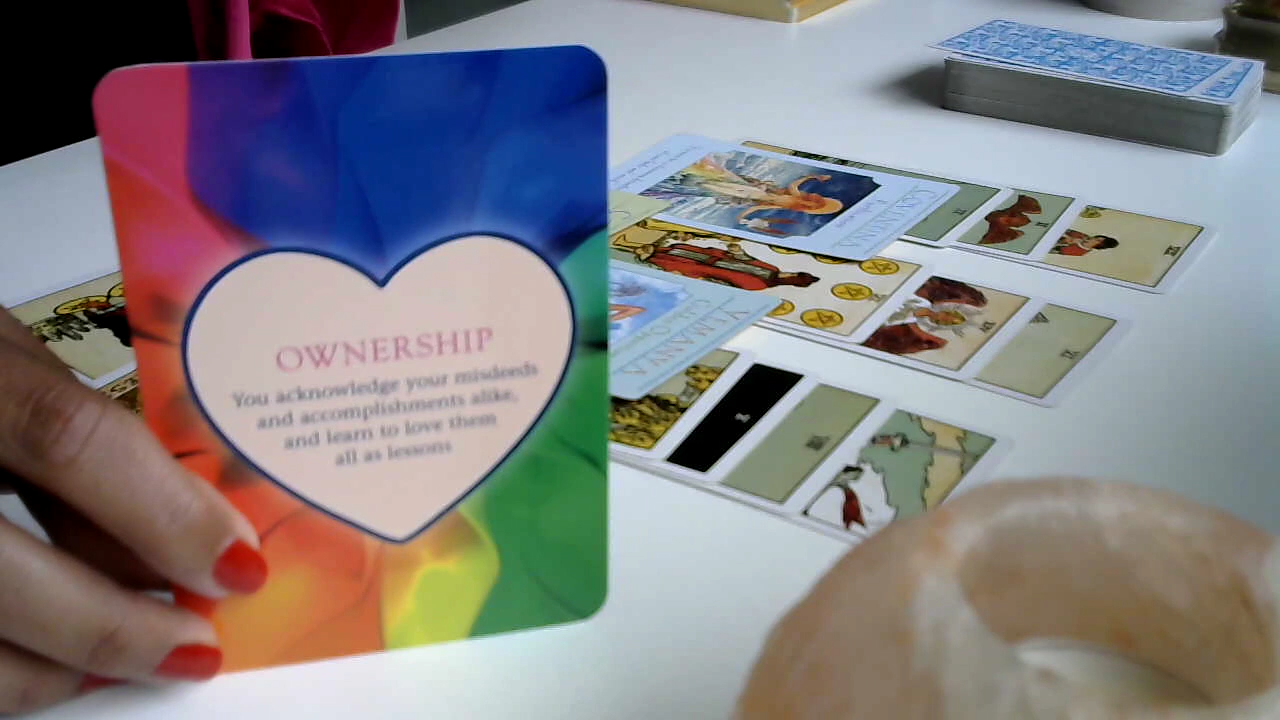 OWNERSHIP
You acknowledge your misdeeds
and accomplishments alike,
and learn to love them
all as lessons